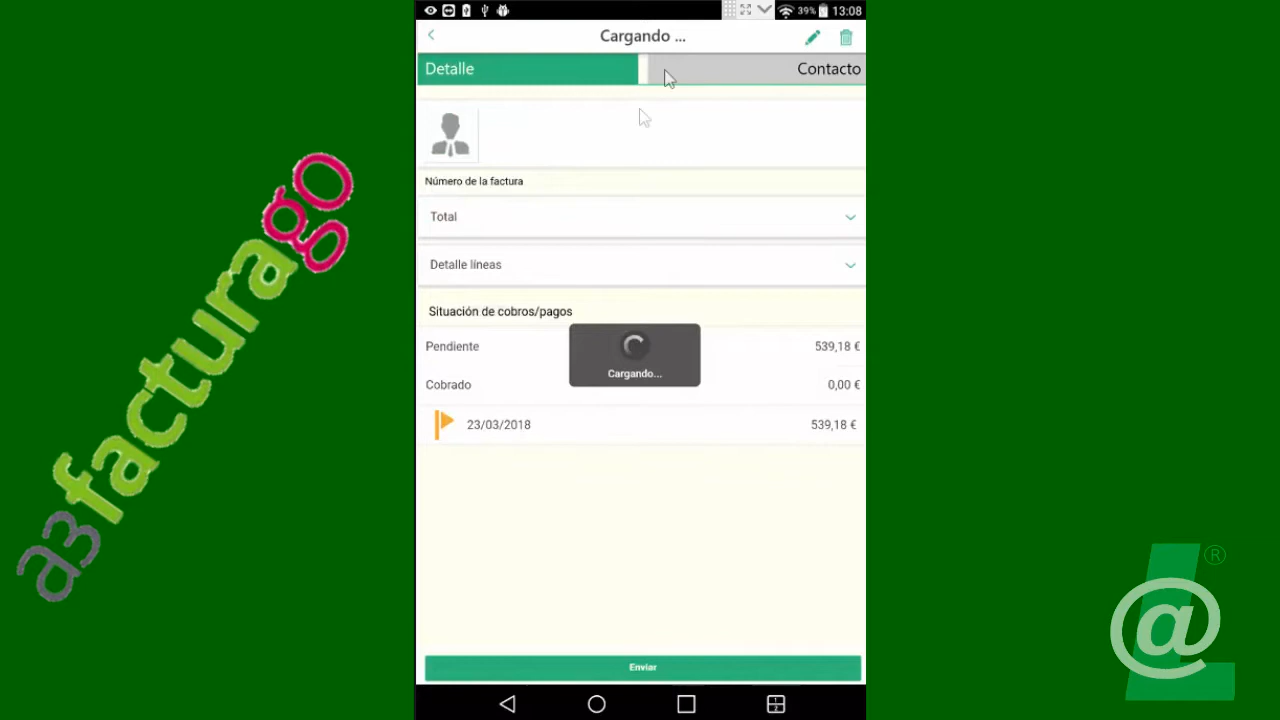 39% 13:08
Cargando ...
Detalle Contacto
Número de la factura
Total
Detalle líneas
Situación de cobros/pagos
Pendiente 539,18 €
Cargando...
Cobrado 0,00 €
23/03/2018 539,18 €
Enviar
a3facturago
L@®